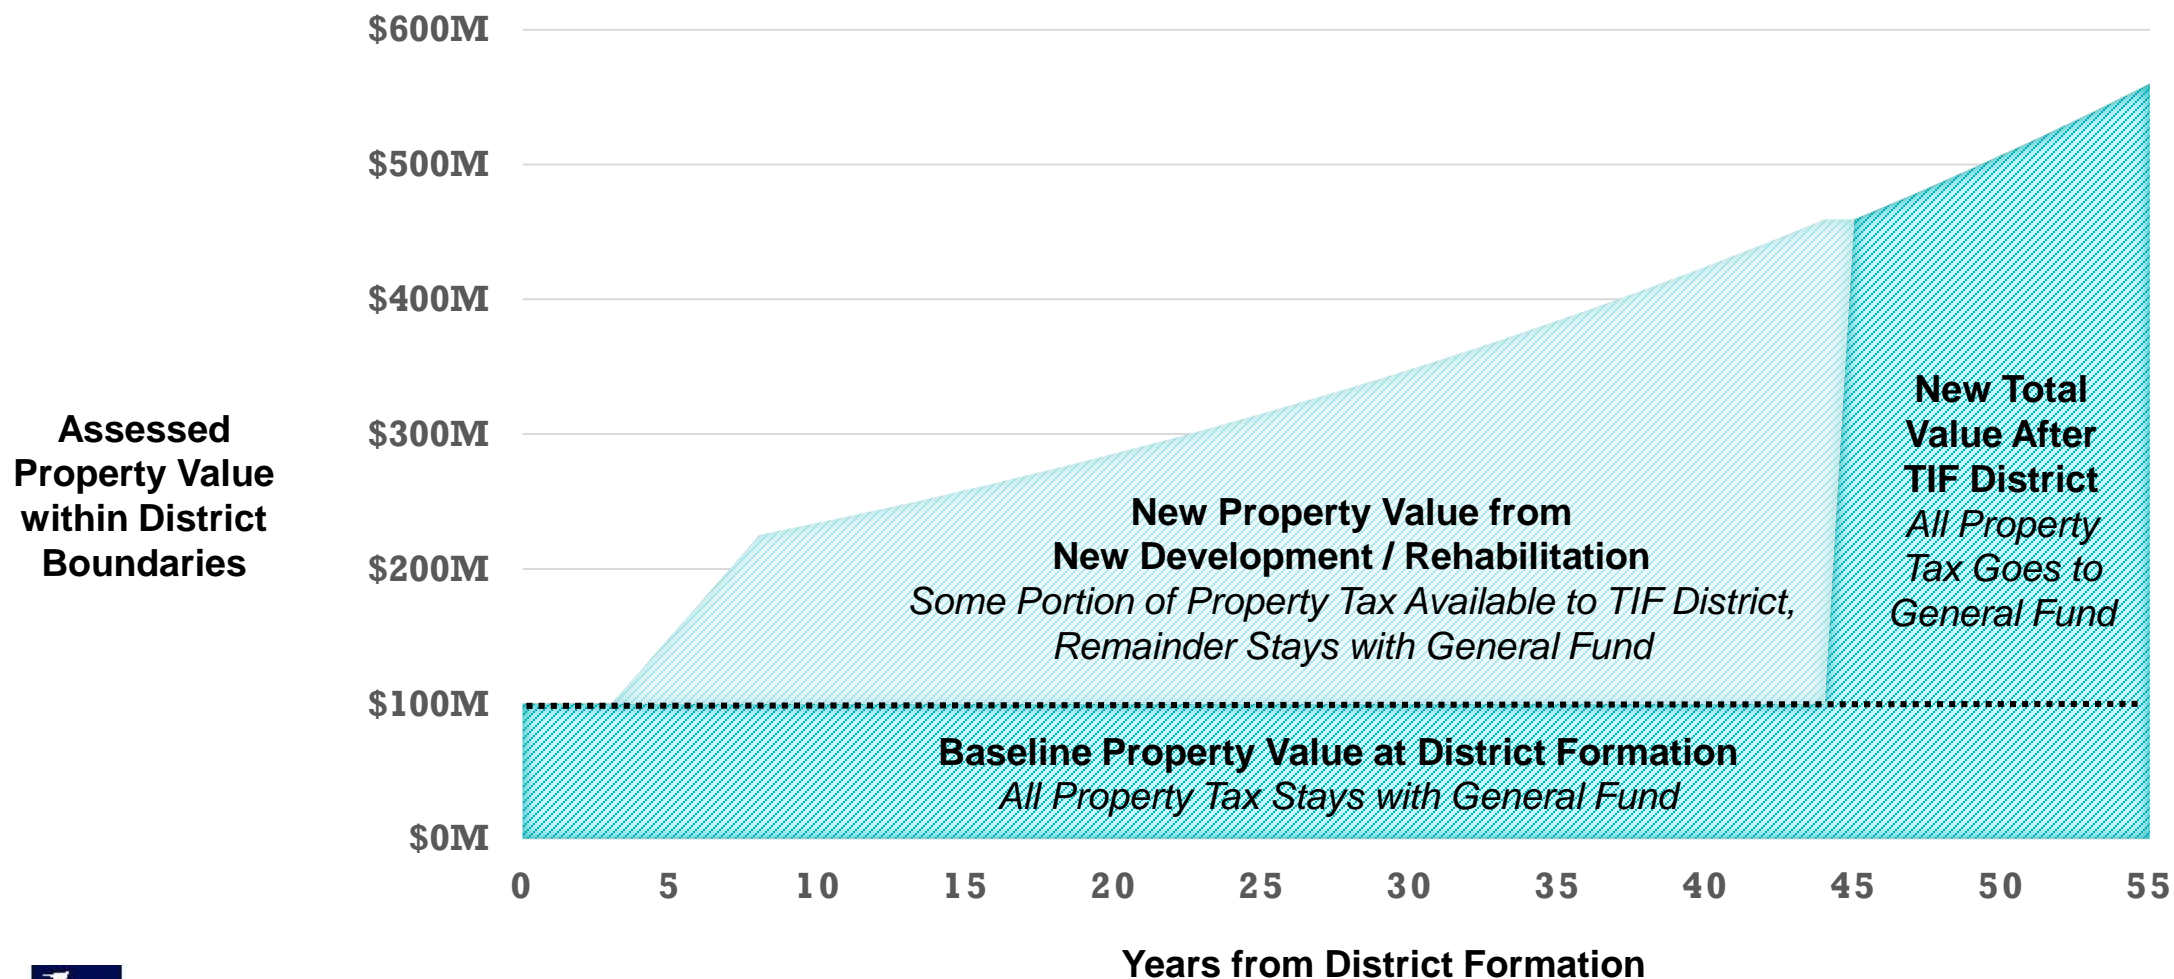 $600M
$500M
$400M
$300M
$200M
$100M
$0M
Assessed
Property Value
within District
Boundaries
New Property Value from
New Development / Rehabilitation
Some Portion of Property Tax Available to TIF District,
Remainder Stays with General Fund
New Total
Value After
TIF District
All Property
Tax Goes to
General Fund
Baseline Property Value at District Formation
All Property Tax Stays with General Fund
0 5 10 15 20 25 30 35 40 45 50 55
Years from District Formation